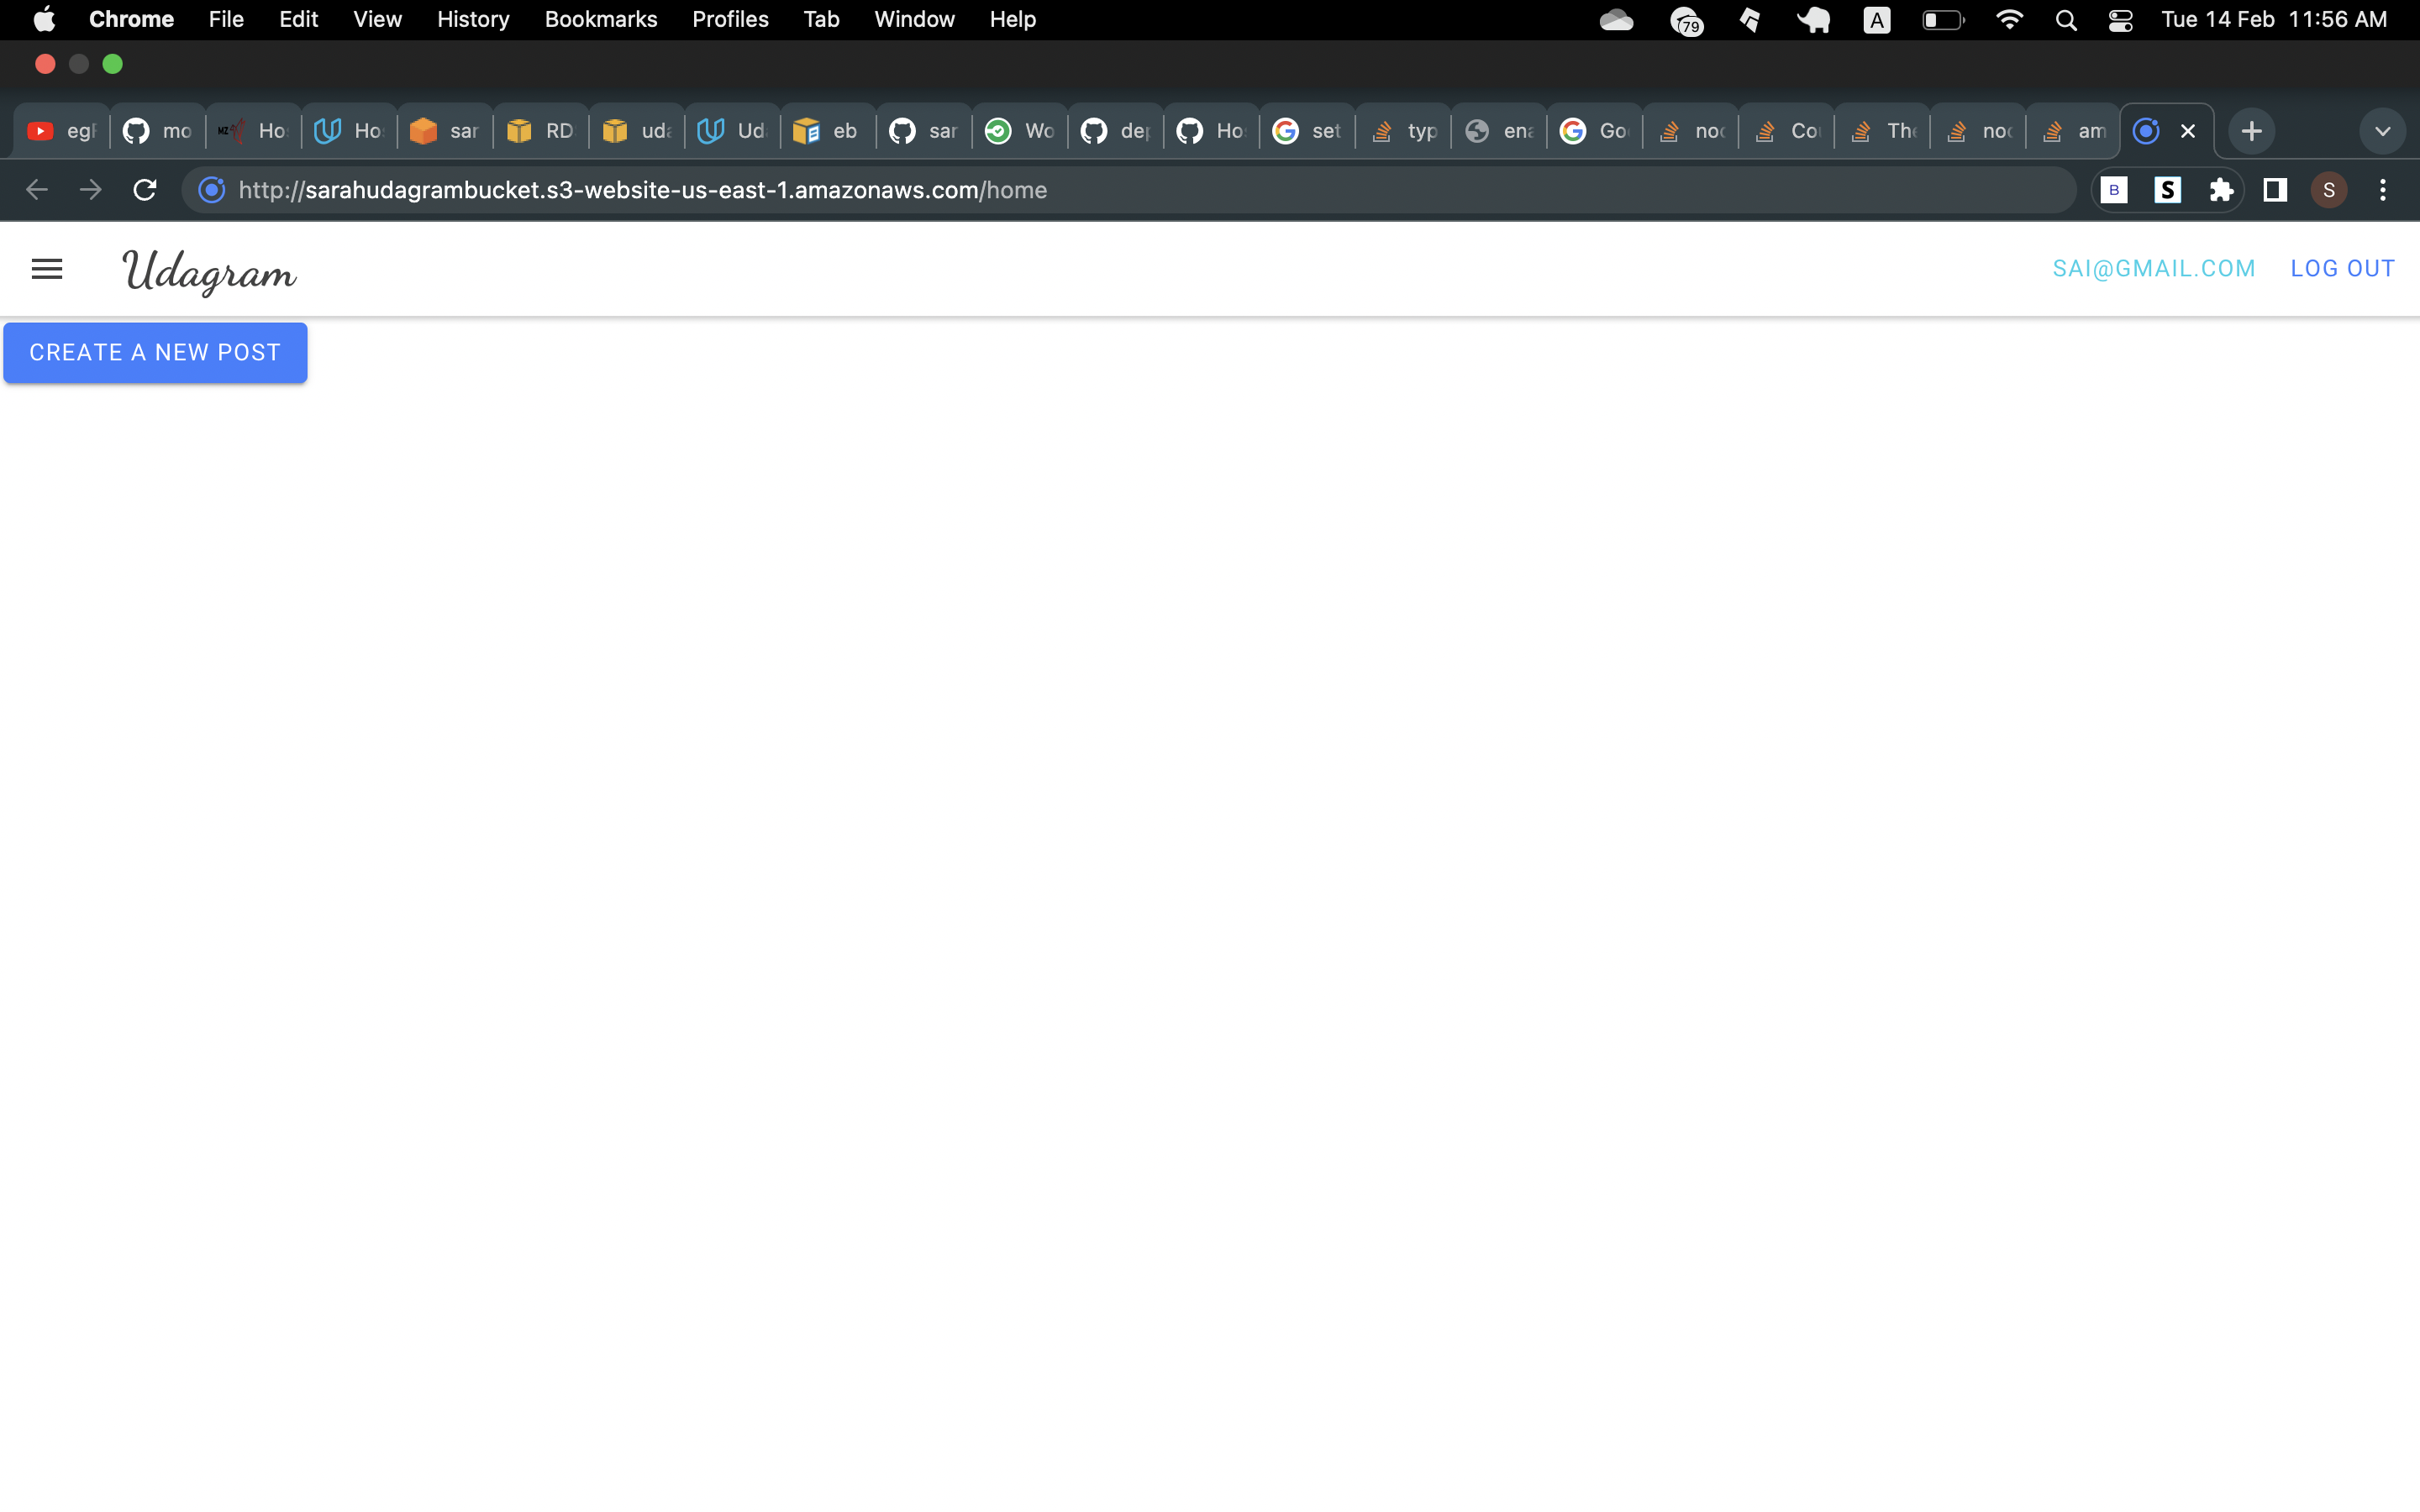 Chrome File Edit View History Bookmarks Profiles Tab Window Help 79 A Tue 14 Feb 11:56 AM
mo Ho Ho sar RD uda Ud eb sar Wo dep Ho set typ ena Go noc Co The noc am
http://sarahudagrambucket.s3-website-us-east-1.amazonaws.com/home B S S
Udagram SAI@GMAIL.COM LOG OUT
CREATE A NEW POST